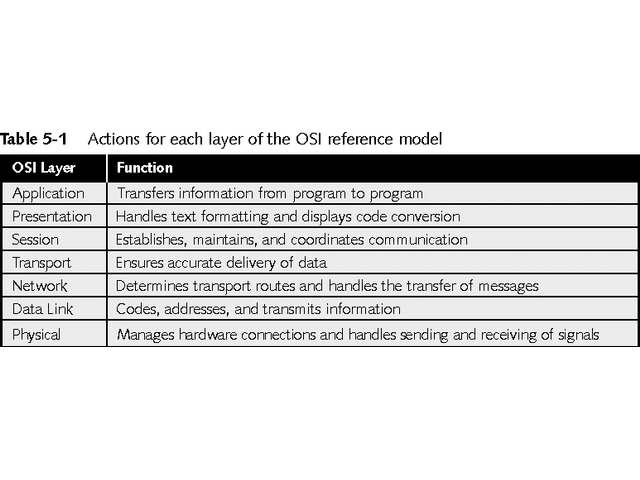 Table 5-1 Actions for each layer of the OSI reference model
OSI Layer Function
Application Transfers information from program to program
Presentation Handles text formatting and displays code conversion
Session Establishes, maintains, and coordinates communication
Transport Ensures accurate delivery of data
Network Determines transport routes and handles the transfer of messages
Data Link Codes, addresses, and transmits information
Physical Manages hardware connections and handles sending and receiving of signals